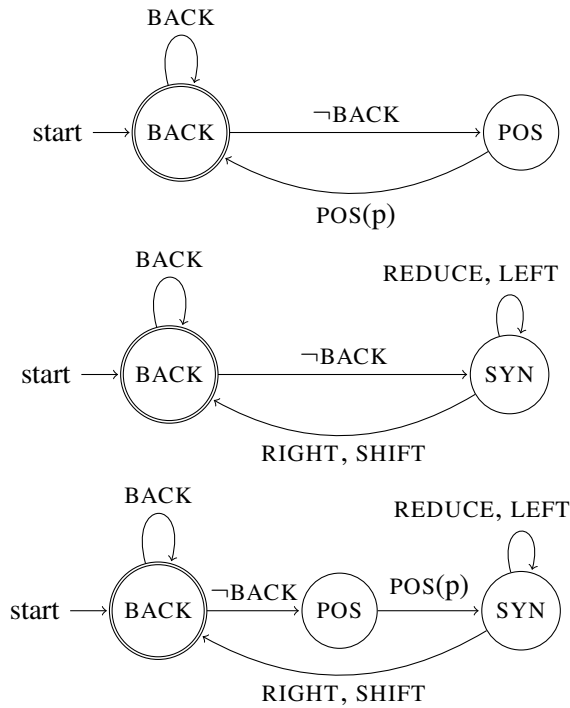 BACK
start BACK ¬BACK POS
POS(p)
BACK REDUCE, LEFT
start BACK ¬BACK SYN
RIGHT, SHIFT
BACK REDUCE, LEFT
start BACK ¬BACK POS POS(p) SYN
RIGHT, SHIFT